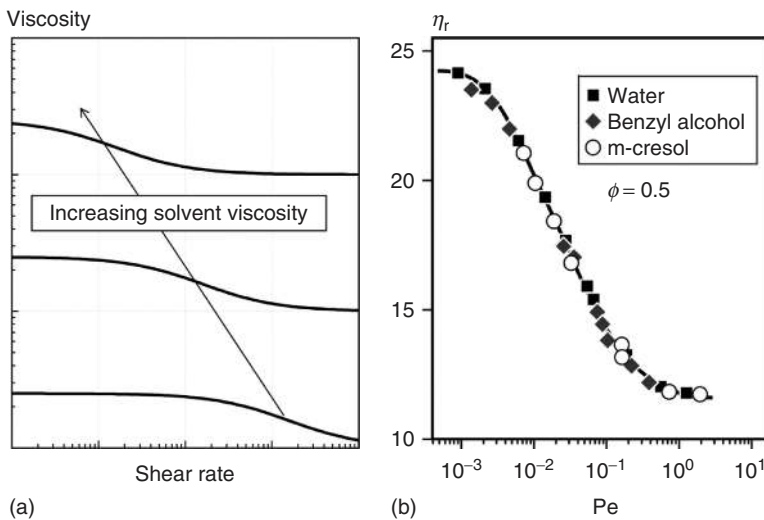 Viscosity
Increasing solvent viscosity
Shear rate
(a)
η_r
25
20
15
10
Water
Benzyl alcohol
m-cresol
ϕ = 0.5
10⁻³ 10⁻² 10⁻¹ 10⁰ 10¹
Pe
(b)